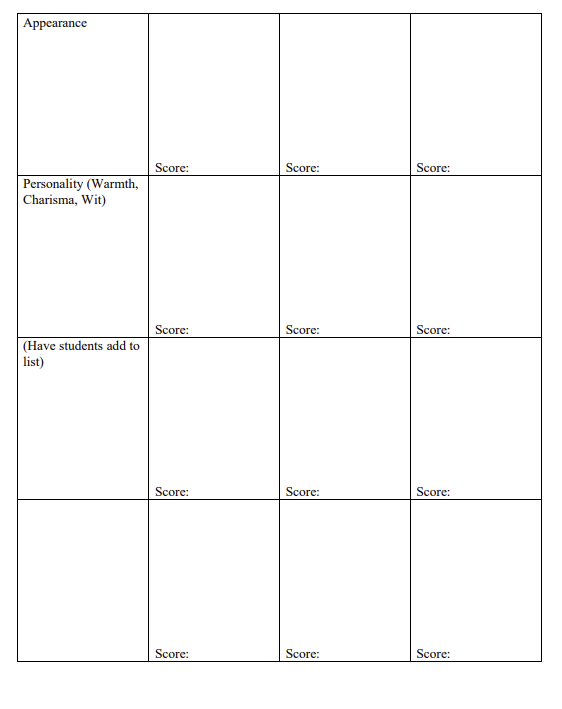 Appearance
Score: Score: Score:
Personality (Warmth,
Charisma, Wit)
Score: Score: Score:
(Have students add to
list)
Score: Score: Score:
Score: Score: Score: